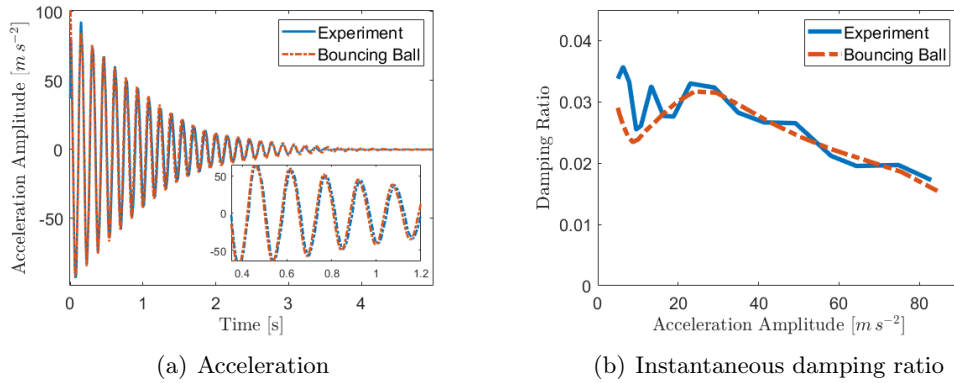 100
50
0
-50
Acceleration Amplitude [m s⁻²]
Experiment
Bouncing Ball
50
0
-50
0.4 0.6 0.8 1 1.2
0 1 2 3 4
Time [s]
(a) Acceleration
0.04
0.03
0.02
0.01
0
Damping Ratio
Experiment
Bouncing Ball
0 20 40 60 80
Acceleration Amplitude [m s⁻²]
(b) Instantaneous damping ratio